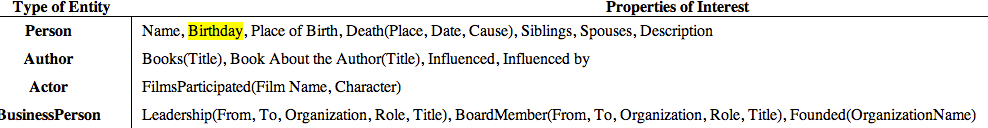 Type of Entity Properties of Interest
Person Name, Birthday, Place of Birth, Death(Place, Date, Cause), Siblings, Spouses, Description
Author Books(Title), Book About the Author(Title), Influenced, Influenced by
Actor FilmsParticipated(Film Name, Character)
BusinessPerson Leadership(From, To, Organization, Role, Title), BoardMember(From, To, Organization, Role, Title), Founded(OrganizationName)